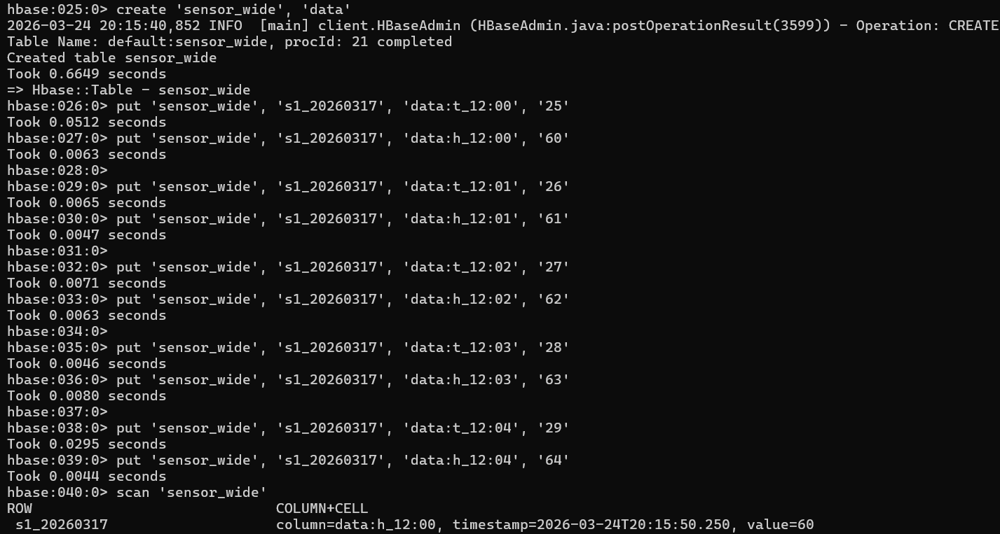 hbase:025:0> create 'sensor_wide', 'data'
2026-03-24 20:15:40,852 INFO  [main] client.HBaseAdmin (HBaseAdmin.java:postOperationResult(3599)) - Operation: CREATE
Table Name: default:sensor_wide, procId: 21 completed
Created table sensor_wide
Took 0.6649 seconds
=> Hbase::Table - sensor_wide
hbase:026:0> put 'sensor_wide', 's1_20260317', 'data:t_12:00', '25'
Took 0.0512 seconds
hbase:027:0> put 'sensor_wide', 's1_20260317', 'data:h_12:00', '60'
Took 0.0063 seconds
hbase:028:0>
hbase:029:0> put 'sensor_wide', 's1_20260317', 'data:t_12:01', '26'
Took 0.0065 seconds
hbase:030:0> put 'sensor_wide', 's1_20260317', 'data:h_12:01', '61'
Took 0.0047 seconds
hbase:031:0>
hbase:032:0> put 'sensor_wide', 's1_20260317', 'data:t_12:02', '27'
Took 0.0071 seconds
hbase:033:0> put 'sensor_wide', 's1_20260317', 'data:h_12:02', '62'
Took 0.0063 seconds
hbase:034:0>
hbase:035:0> put 'sensor_wide', 's1_20260317', 'data:t_12:03', '28'
Took 0.0046 seconds
hbase:036:0> put 'sensor_wide', 's1_20260317', 'data:h_12:03', '63'
Took 0.0080 seconds
hbase:037:0>
hbase:038:0> put 'sensor_wide', 's1_20260317', 'data:t_12:04', '29'
Took 0.0295 seconds
hbase:039:0> put 'sensor_wide', 's1_20260317', 'data:h_12:04', '64'
Took 0.0044 seconds
hbase:040:0> scan 'sensor_wide'
ROW                             COLUMN+CELL
 s1_20260317                    column=data:h_12:00, timestamp=2026-03-24T20:15:50.250, value=60